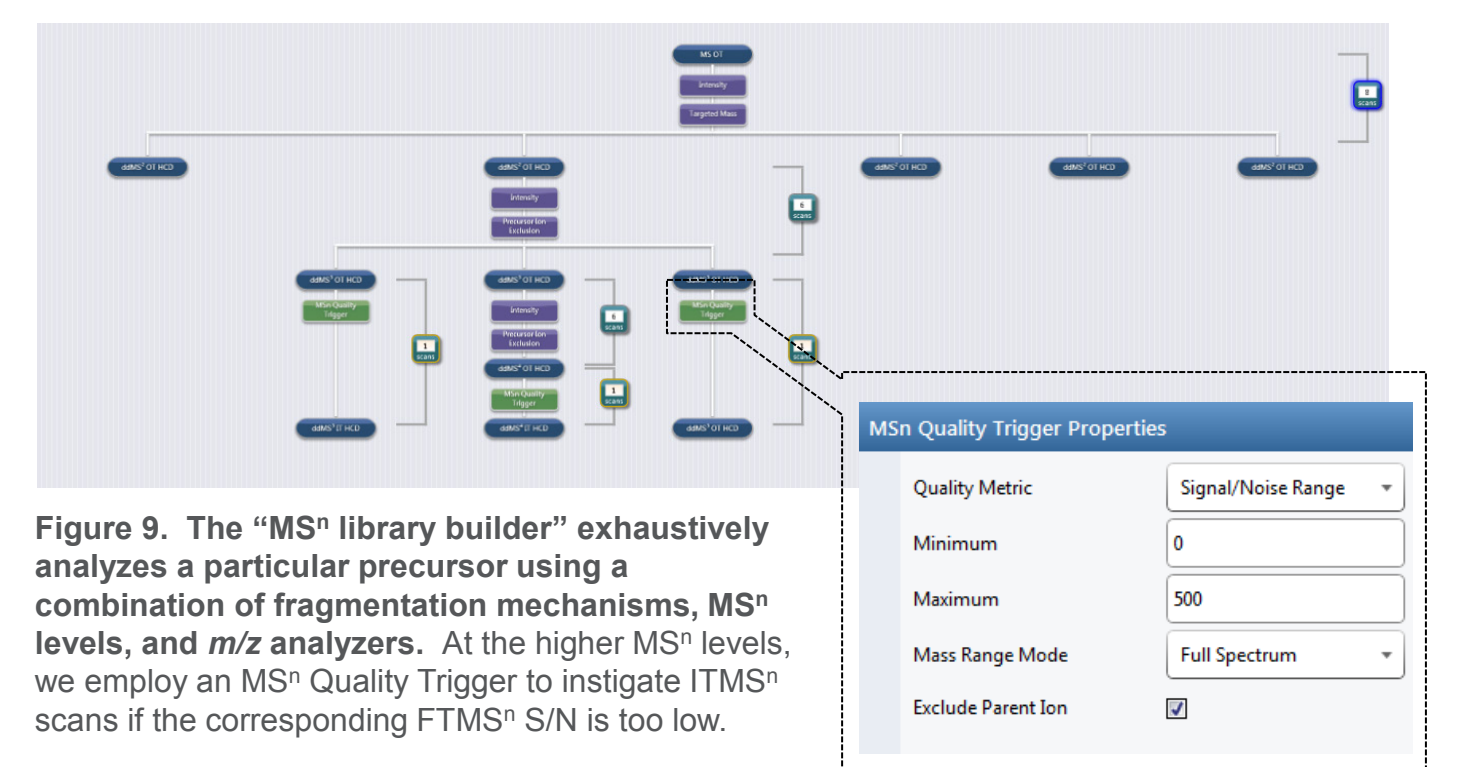 MS OT
Intensity
Targeted Mass
8
scans
ddMS² OT HCD
ddMS² OT HCD
ddMS² OT HCD
ddMS² OT HCD
ddMS² OT HCD
Intensity
Precursor Ion
Exclusion
6
scans
ddMS³ OT HCD
ddMS³ OT HCD
ddMS³ OT HCD
MSn Quality
Trigger
Intensity
Precursor Ion
Exclusion
MSn Quality
Trigger
1
scans
6
scans
scans
ddMS⁴ OT HCD
MSn Quality
Trigger
1
scans
ddMS³ IT HCD
ddMS⁴ IT HCD
ddMS³ OT HCD
MSn Quality Trigger Properties
Quality Metric Signal/Noise Range
Minimum 0
Maximum 500
Mass Range Mode Full Spectrum
Exclude Parent Ion
Figure 9. The “MSⁿ library builder” exhaustively
analyzes a particular precursor using a
combination of fragmentation mechanisms, MSⁿ
levels, and m/z analyzers. At the higher MSⁿ levels,
we employ an MSⁿ Quality Trigger to instigate ITMSⁿ
scans if the corresponding FTMSⁿ S/N is too low.